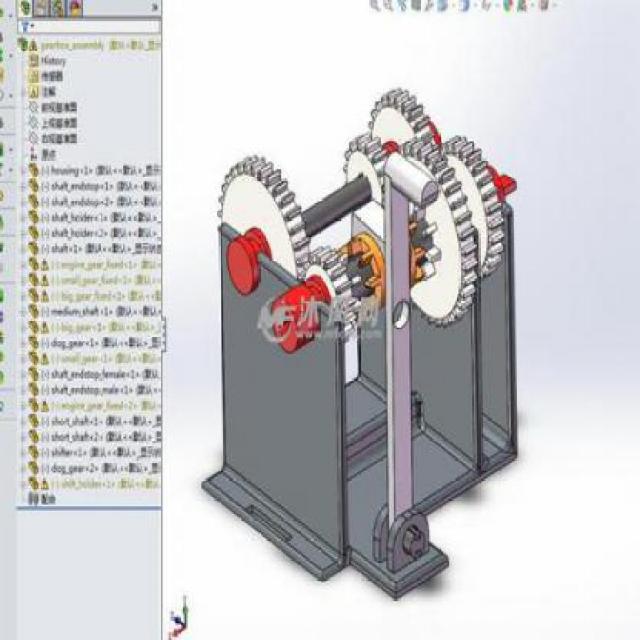 gearbox_assembly (默认<默认_显示
History
传感器
注解
前视基准面
上视基准面
右视基准面
原点
(-) housing<1> (默认<<默认>_显示
(-) shaft_endstop<1> (默认<<默认
(-) shaft_endstop<2> (默认<<默认
(-) shaft_holder<1> (默认<<默认>
(-) shaft_holder<2> (默认<<默认>
(-) shaft<1> (默认<<默认>_显示状态
(-) engine_gear_fixed<1> (默认
(-) small_gear_fixed<1> (默认<
(-) big_gear_fixed<1> (默认<<
(-) medium_shaft<1> (默认<<默认
(-) big_gear<1> (默认<<默认>
(-) dog_gear<1> (默认<<默认>_显
(-) small_gear<1> (默认<<默认
(-) shaft_endstop_female<1> (默认
(-) shaft_endstop_male<1> (默认<
(-) engine_gear_fixed<2> (默认
(-) short_shaft<1> (默认<<默认>_显
(-) short_shaft<2> (默认<<默认>_显
(-) shifter<1> (默认<<默认>_显示
(-) dog_gear<2> (默认<<默认>_显
(-) shift_holder<1> (默认<<默认
配合
沐风网